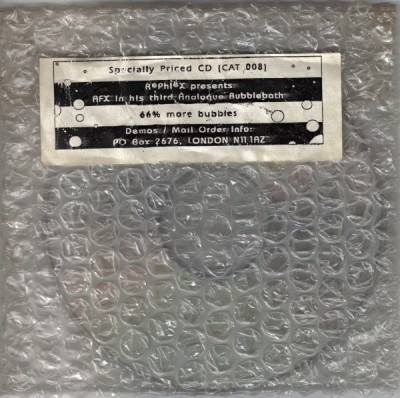 Specially Priced CD (CAT 008)
RePhleX presents
AFX in his third Analogue Bubblebath
66% more bubbles
Demos / Mail Order Info:
PO Box 2676, LONDON N11 1AZ